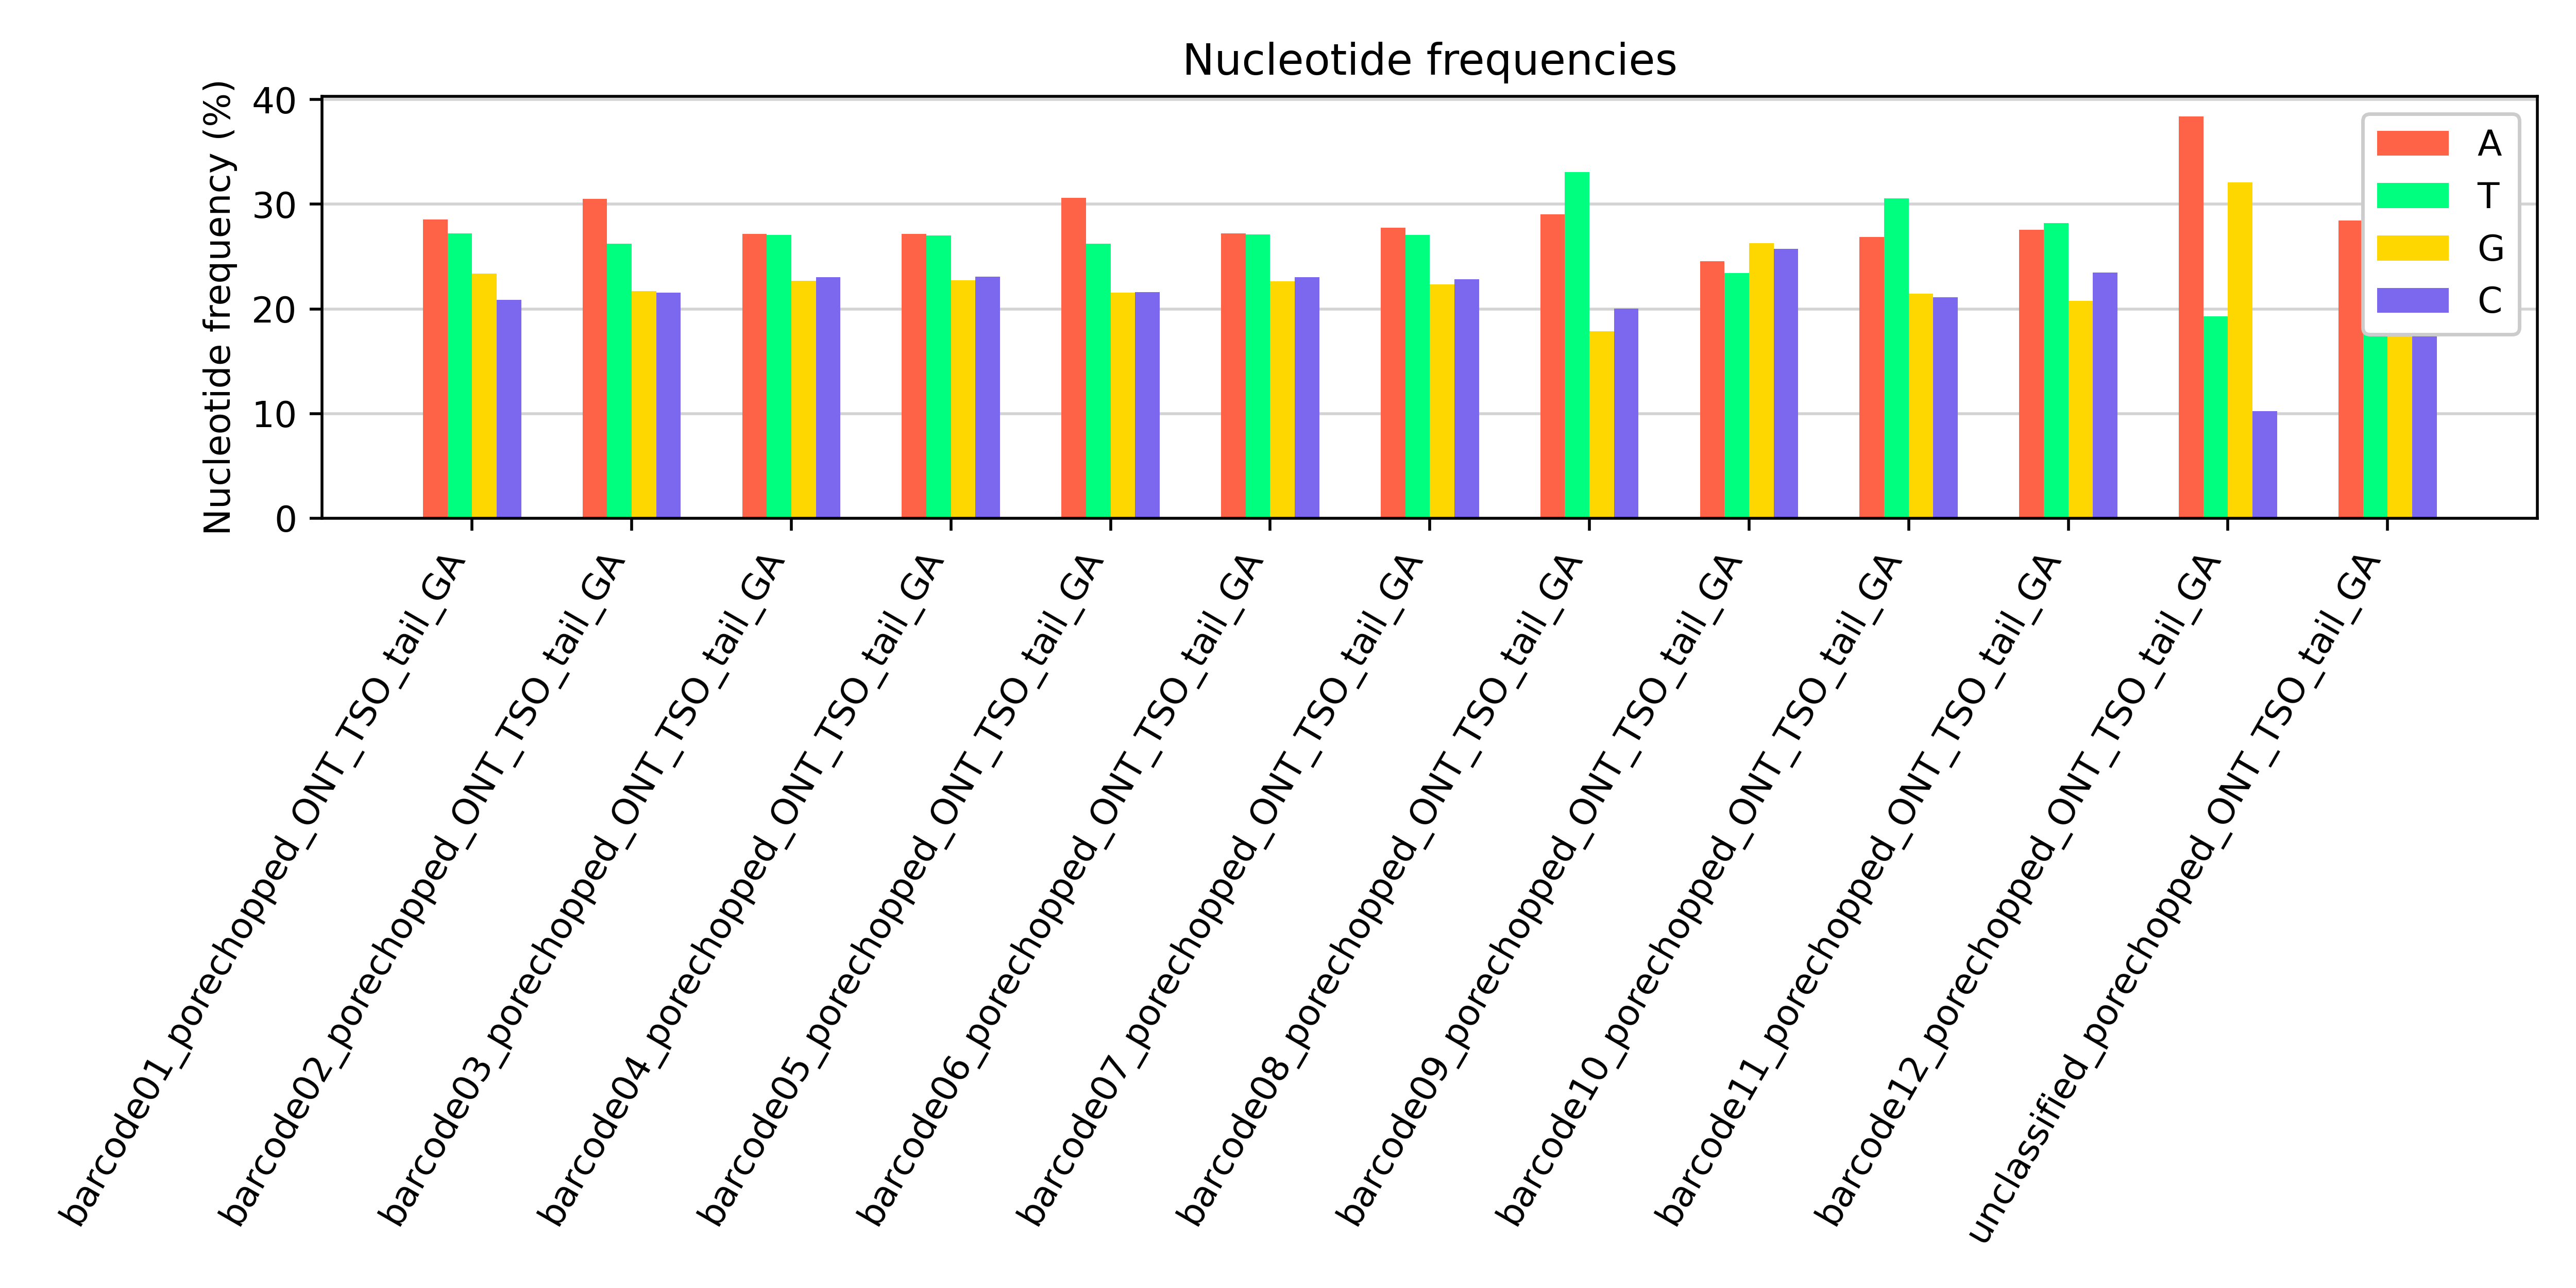 Nucleotide frequencies
Nucleotide frequency (%)
40
30
20
10
0
A
T
G
C
barcode01_porechopped_ONT_TSO_tail_GA
barcode02_porechopped_ONT_TSO_tail_GA
barcode03_porechopped_ONT_TSO_tail_GA
barcode04_porechopped_ONT_TSO_tail_GA
barcode05_porechopped_ONT_TSO_tail_GA
barcode06_porechopped_ONT_TSO_tail_GA
barcode07_porechopped_ONT_TSO_tail_GA
barcode08_porechopped_ONT_TSO_tail_GA
barcode09_porechopped_ONT_TSO_tail_GA
barcode10_porechopped_ONT_TSO_tail_GA
barcode11_porechopped_ONT_TSO_tail_GA
barcode12_porechopped_ONT_TSO_tail_GA
unclassified_porechopped_ONT_TSO_tail_GA